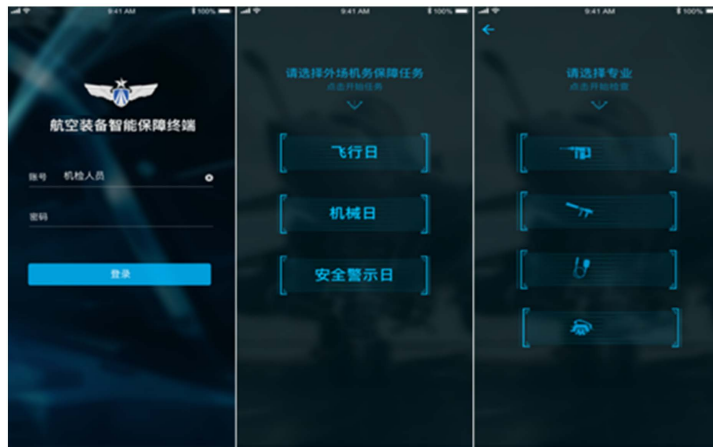 9:41 AM
100%
航空装备智能保障终端
账号 机检人员
密码
登录
9:41 AM
100%
请选择外场机务保障任务
点击开始任务
飞行日
机械日
安全警示日
9:41 AM
100%
请选择专业
点击开始检查